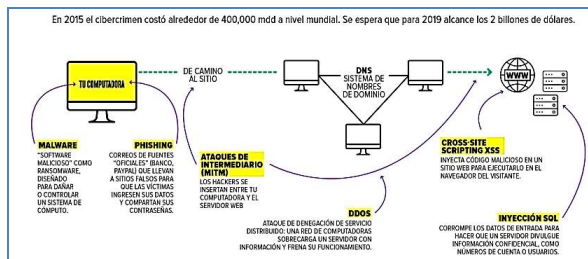 En 2015 el cibercrimen costó alrededor de 400,000 mdd a nivel mundial. Se espera que para 2019 alcance los 2 billones de dólares.
TU COMPUTADORA
DE CAMINO
AL SITIO
DNS
SISTEMA DE
NOMBRES
DE DOMINIO
WWW
MALWARE
"SOFTWARE
MALICIOSO" COMO
RANSOMWARE,
DISEÑADO
PARA DAÑAR
O CONTROLAR
UN SISTEMA DE
CÓMPUTO.
PHISHING
CORREOS DE FUENTES
"OFICIALES" (BANCO,
PAYPAL) QUE LLEVAN
A SITIOS FALSOS PARA
QUE LAS VÍCTIMAS
INGRESEN SUS DATOS
Y COMPARTAN SUS
CONTRASEÑAS.
ATAQUES DE
INTERMEDIARIO
(MITM)
LOS HACKERS SE
INSERTAN ENTRE TU
COMPUTADORA Y EL
SERVIDOR WEB
DDOS
ATAQUE DE DENEGACIÓN DE SERVICIO
DISTRIBUIDO: UNA RED DE COMPUTADORAS
SOBRECARGA UN SERVIDOR CON
INFORMACIÓN Y FRENA SU FUNCIONAMIENTO.
CROSS-SITE
SCRIPTING XSS
INYECTA CÓDIGO MALICIOSO EN UN
SITIO WEB PARA EJECUTARLO EN EL
NAVEGADOR DEL VISITANTE.
INYECCIÓN SQL
CORROMPE LOS DATOS DE ENTRADA PARA
HACER QUE UN SERVIDOR DIVULGUE
INFORMACIÓN CONFIDENCIAL, COMO
NÚMEROS DE CUENTA O USUARIOS.